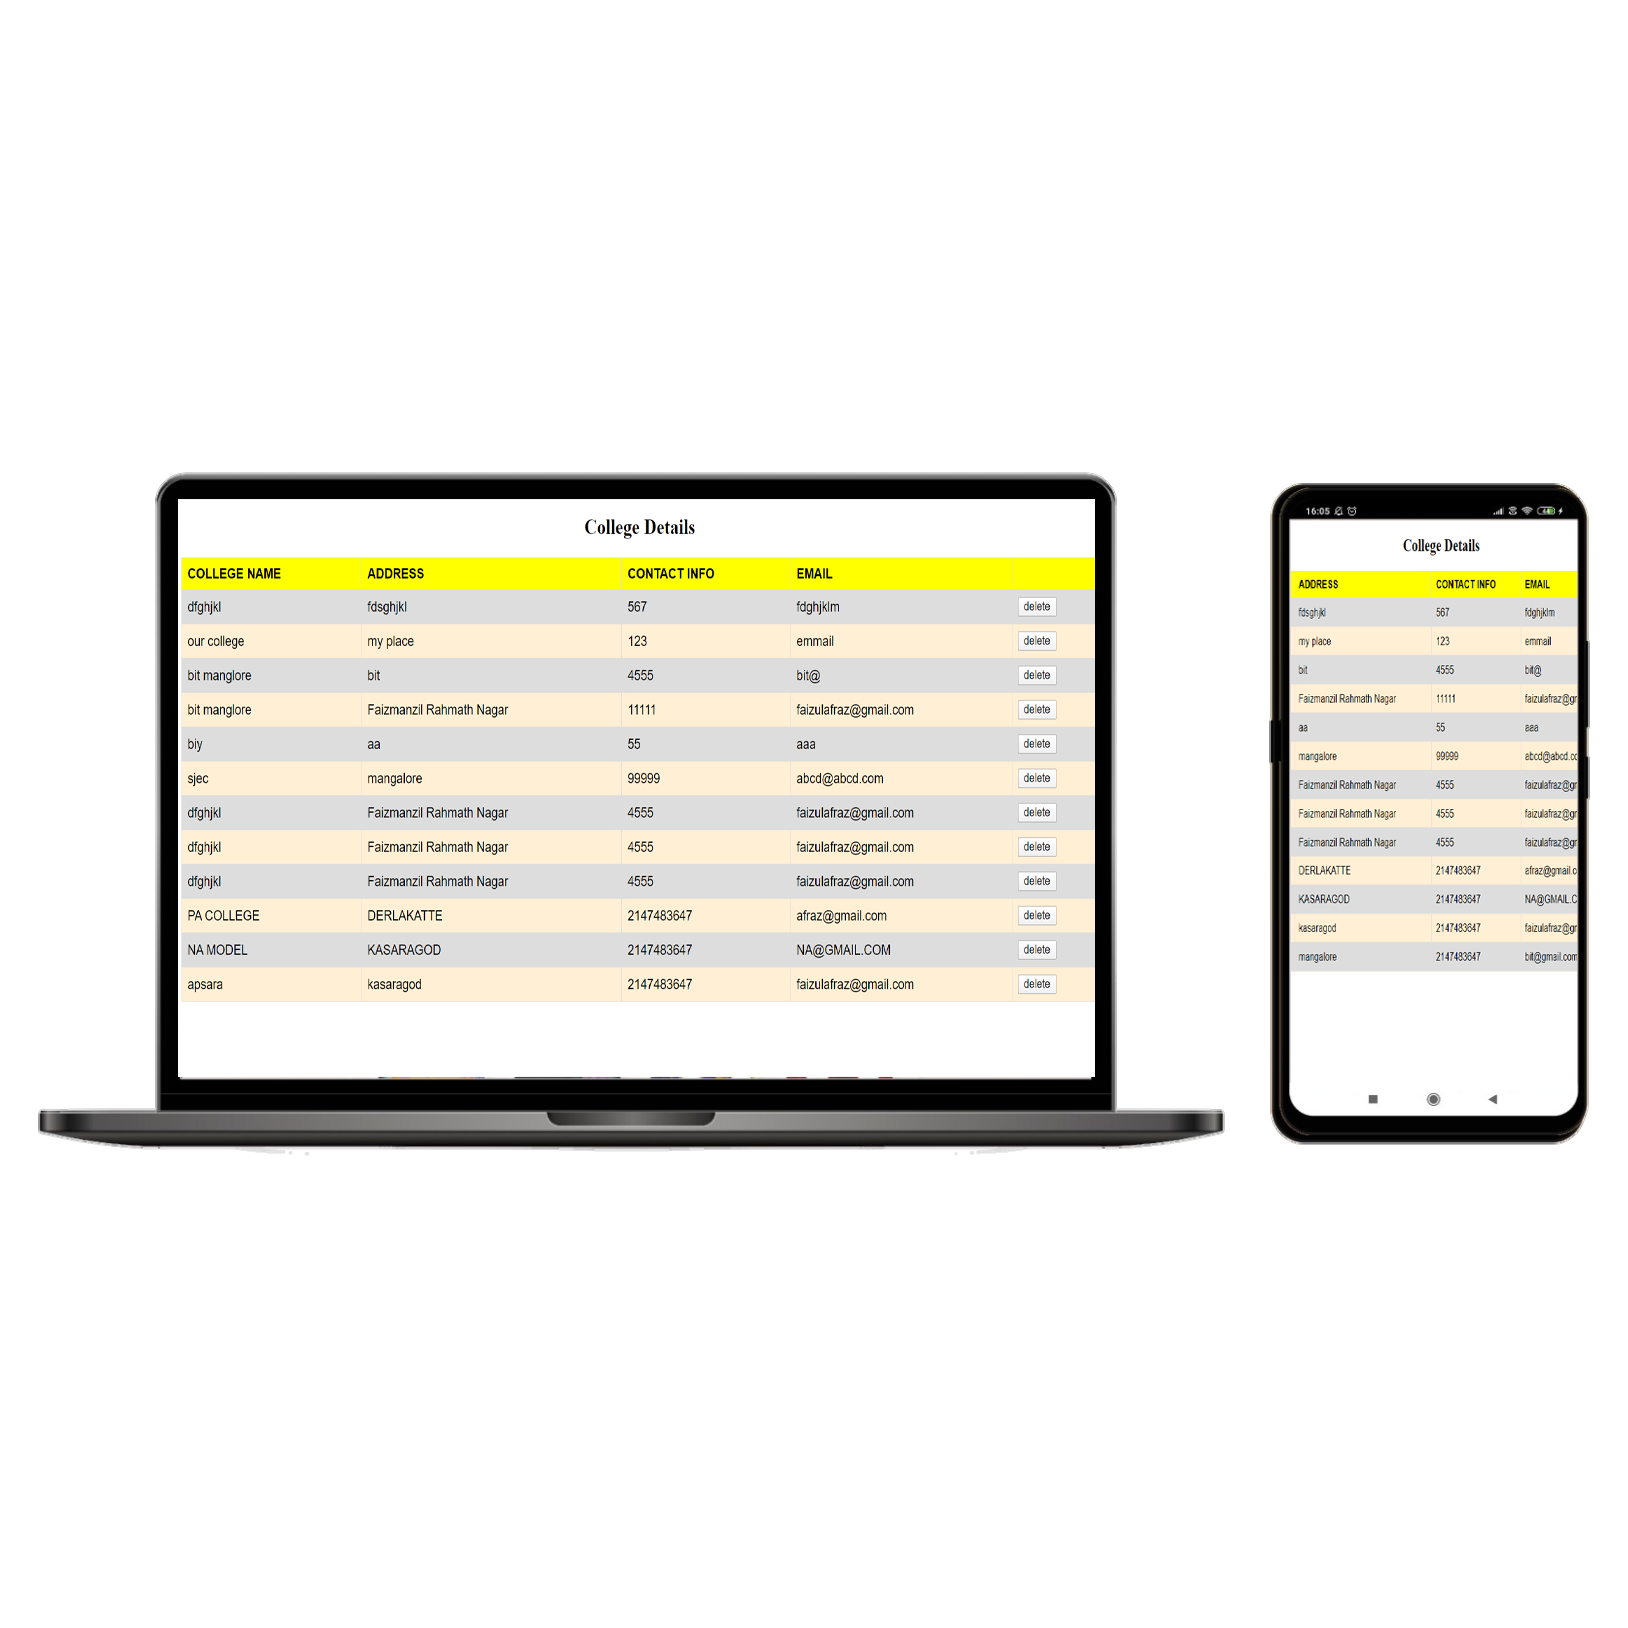 College Details
COLLEGE NAME ADDRESS CONTACT INFO EMAIL
dfghjkl fdsghjkl 567 fdghjklm delete
our college my place 123 emmail delete
bit manglore bit 4555 bit@ delete
bit manglore Faizmanzil Rahmath Nagar 11111 faizulafraz@gmail.com delete
biy aa 55 aaa delete
sjec mangalore 99999 abcd@abcd.com delete
dfghjkl Faizmanzil Rahmath Nagar 4555 faizulafraz@gmail.com delete
dfghjkl Faizmanzil Rahmath Nagar 4555 faizulafraz@gmail.com delete
dfghjkl Faizmanzil Rahmath Nagar 4555 faizulafraz@gmail.com delete
PA COLLEGE DERLAKATTE 2147483647 afraz@gmail.com delete
NA MODEL KASARAGOD 2147483647 NA@GMAIL.COM delete
apsara kasaragod 2147483647 faizulafraz@gmail.com delete
16:05
College Details
ADDRESS CONTACT INFO EMAIL
fdsghjkl 567 fdghjklm
my place 123 emmail
bit 4555 bit@
Faizmanzil Rahmath Nagar 11111 faizulafraz@gr
aa 55 aaa
mangalore 99999 abcd@abcd.cc
Faizmanzil Rahmath Nagar 4555 faizulafraz@gr
Faizmanzil Rahmath Nagar 4555 faizulafraz@gr
Faizmanzil Rahmath Nagar 4555 faizulafraz@gr
DERLAKATTE 2147483647 afraz@gmail.c
KASARAGOD 2147483647 NA@GMAIL.C
kasaragod 2147483647 faizulafraz@gr
mangalore 2147483647 bit@gmail.com